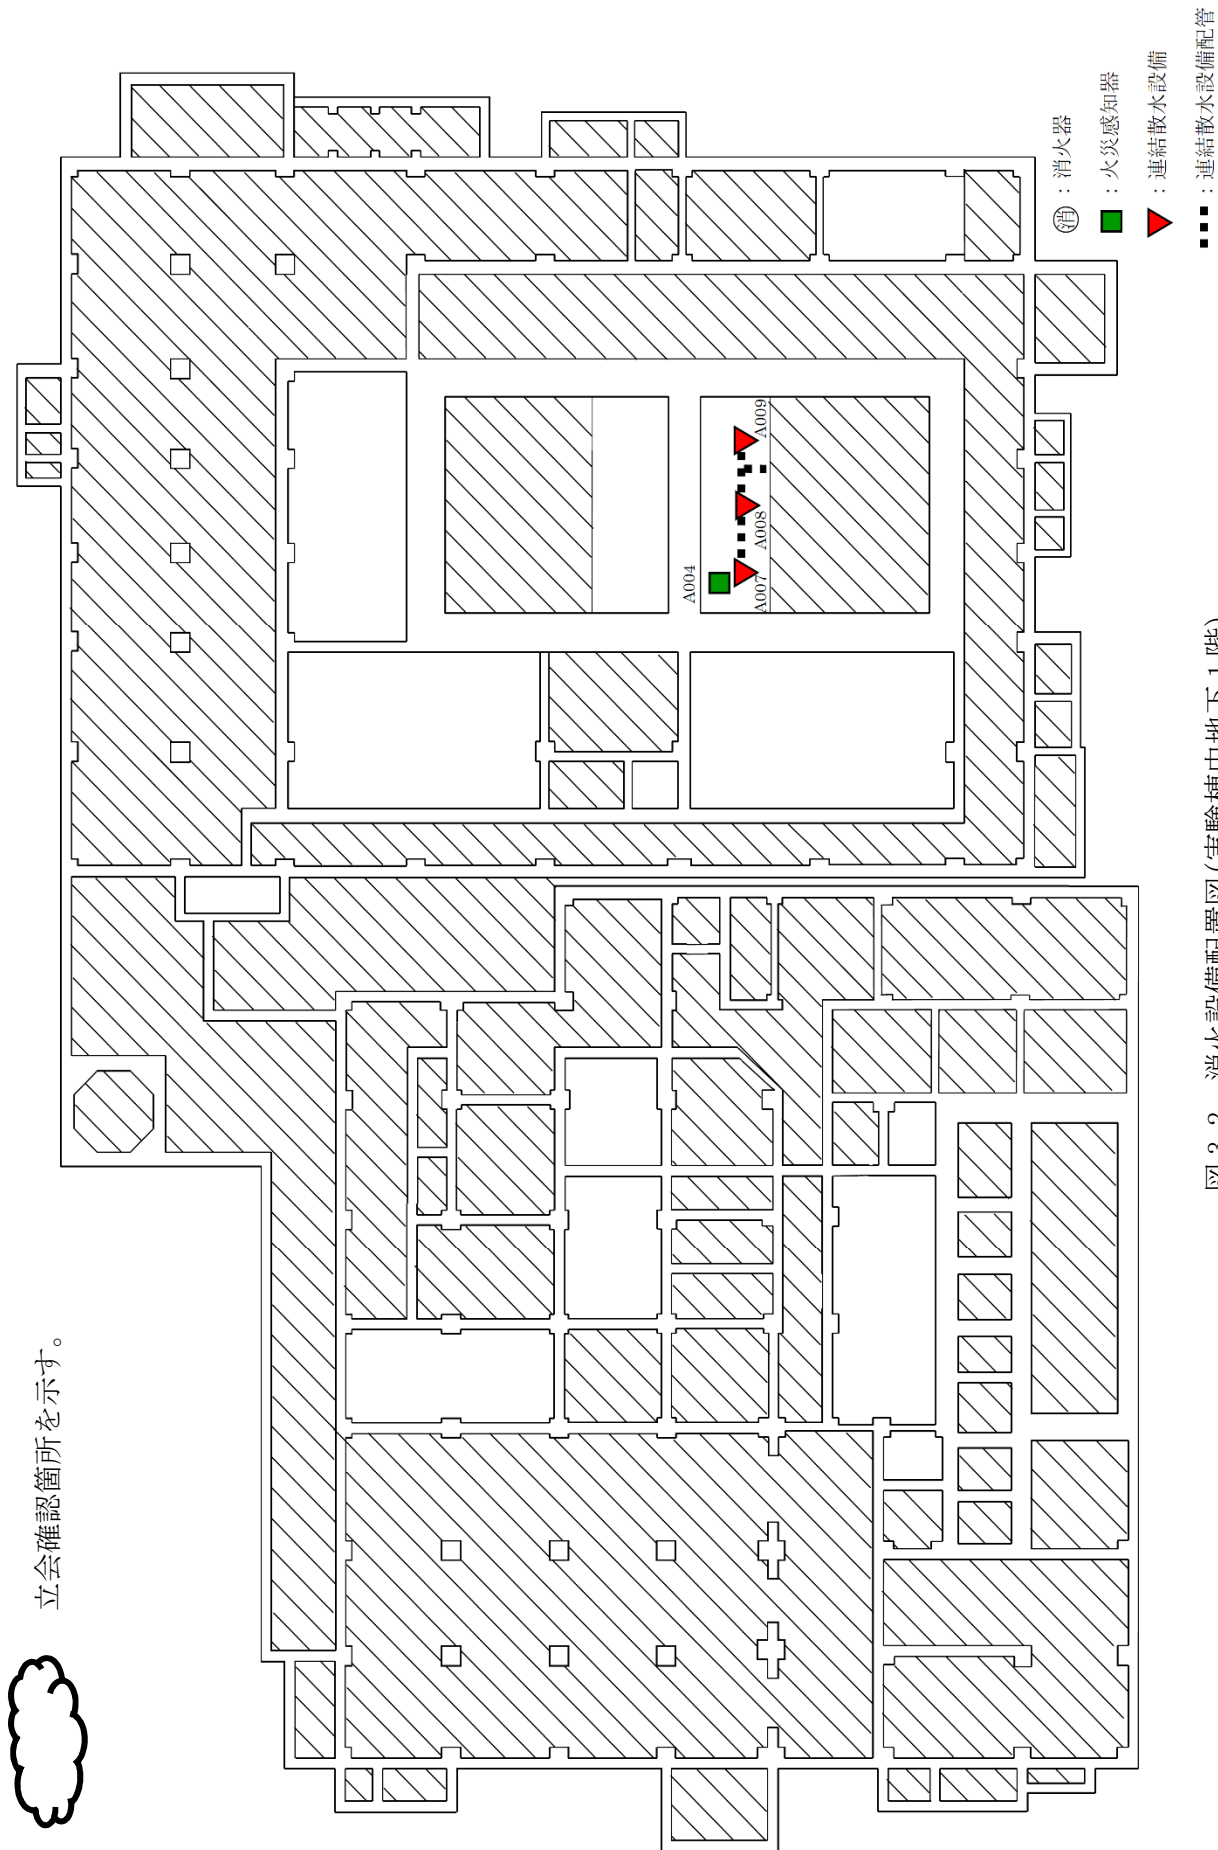 立会確認箇所を示す。
A004
A007
A008
A009
消：消火器
：火災感知器
：連結散水設備
：連結散水設備配管
図 3.2 消火設備配置図(実験棟中地下 1 階)